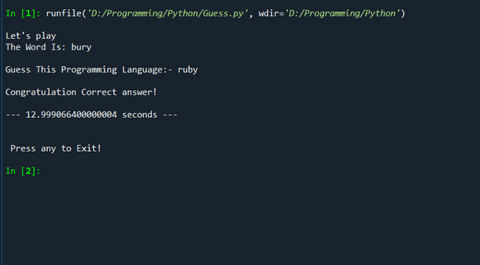 In [1]: runfile('D:/Programming/Python/Guess.py', wdir='D:/Programming/Python')
Let's play
The Word Is: bury
Guess This Programming Language:- ruby
Congratulation Correct answer!
--- 12.999066400000004 seconds ---
Press any to Exit!
In [2]: